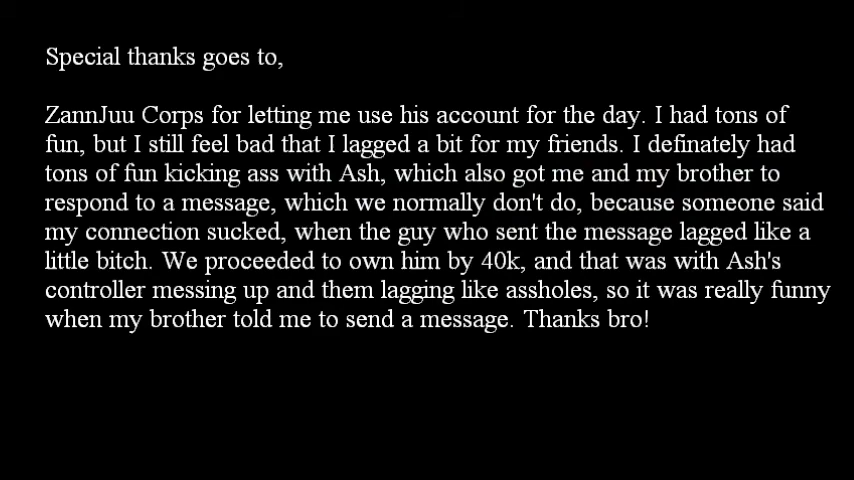 Special thanks goes to,
ZannJuu Corps for letting me use his account for the day. I had tons of
fun, but I still feel bad that I lagged a bit for my friends. I definately had
tons of fun kicking ass with Ash, which also got me and my brother to
respond to a message, which we normally don't do, because someone said
my connection sucked, when the guy who sent the message lagged like a
little bitch. We proceeded to own him by 40k, and that was with Ash's
controller messing up and them lagging like assholes, so it was really funny
when my brother told me to send a message. Thanks bro!